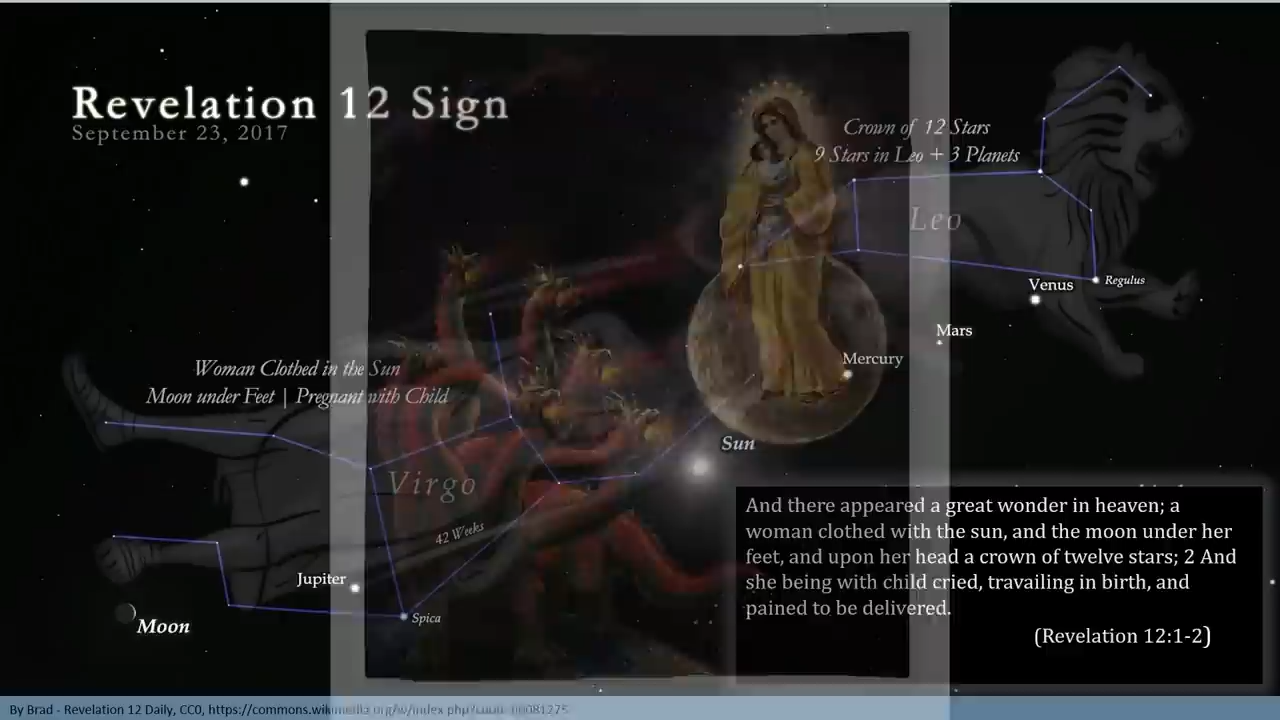 Revelation 12 Sign
September 23, 2017
Crown of 12 Stars
9 Stars in Leo + 3 Planets
Leo
Venus
Regulus
Mars
Mercury
Woman Clothed in the Sun
Moon under Feet | Pregnant with Child
Sun
Virgo
42 Weeks
Jupiter
Spica
Moon
And there appeared a great wonder in heaven; a
woman clothed with the sun, and the moon under her
feet, and upon her head a crown of twelve stars; 2 And
she being with child cried, travailing in birth, and
pained to be delivered.
(Revelation 12:1-2)
By Brad - Revelation 12 Daily, CC0, https://commons.wikimedia.org/w/index.php?